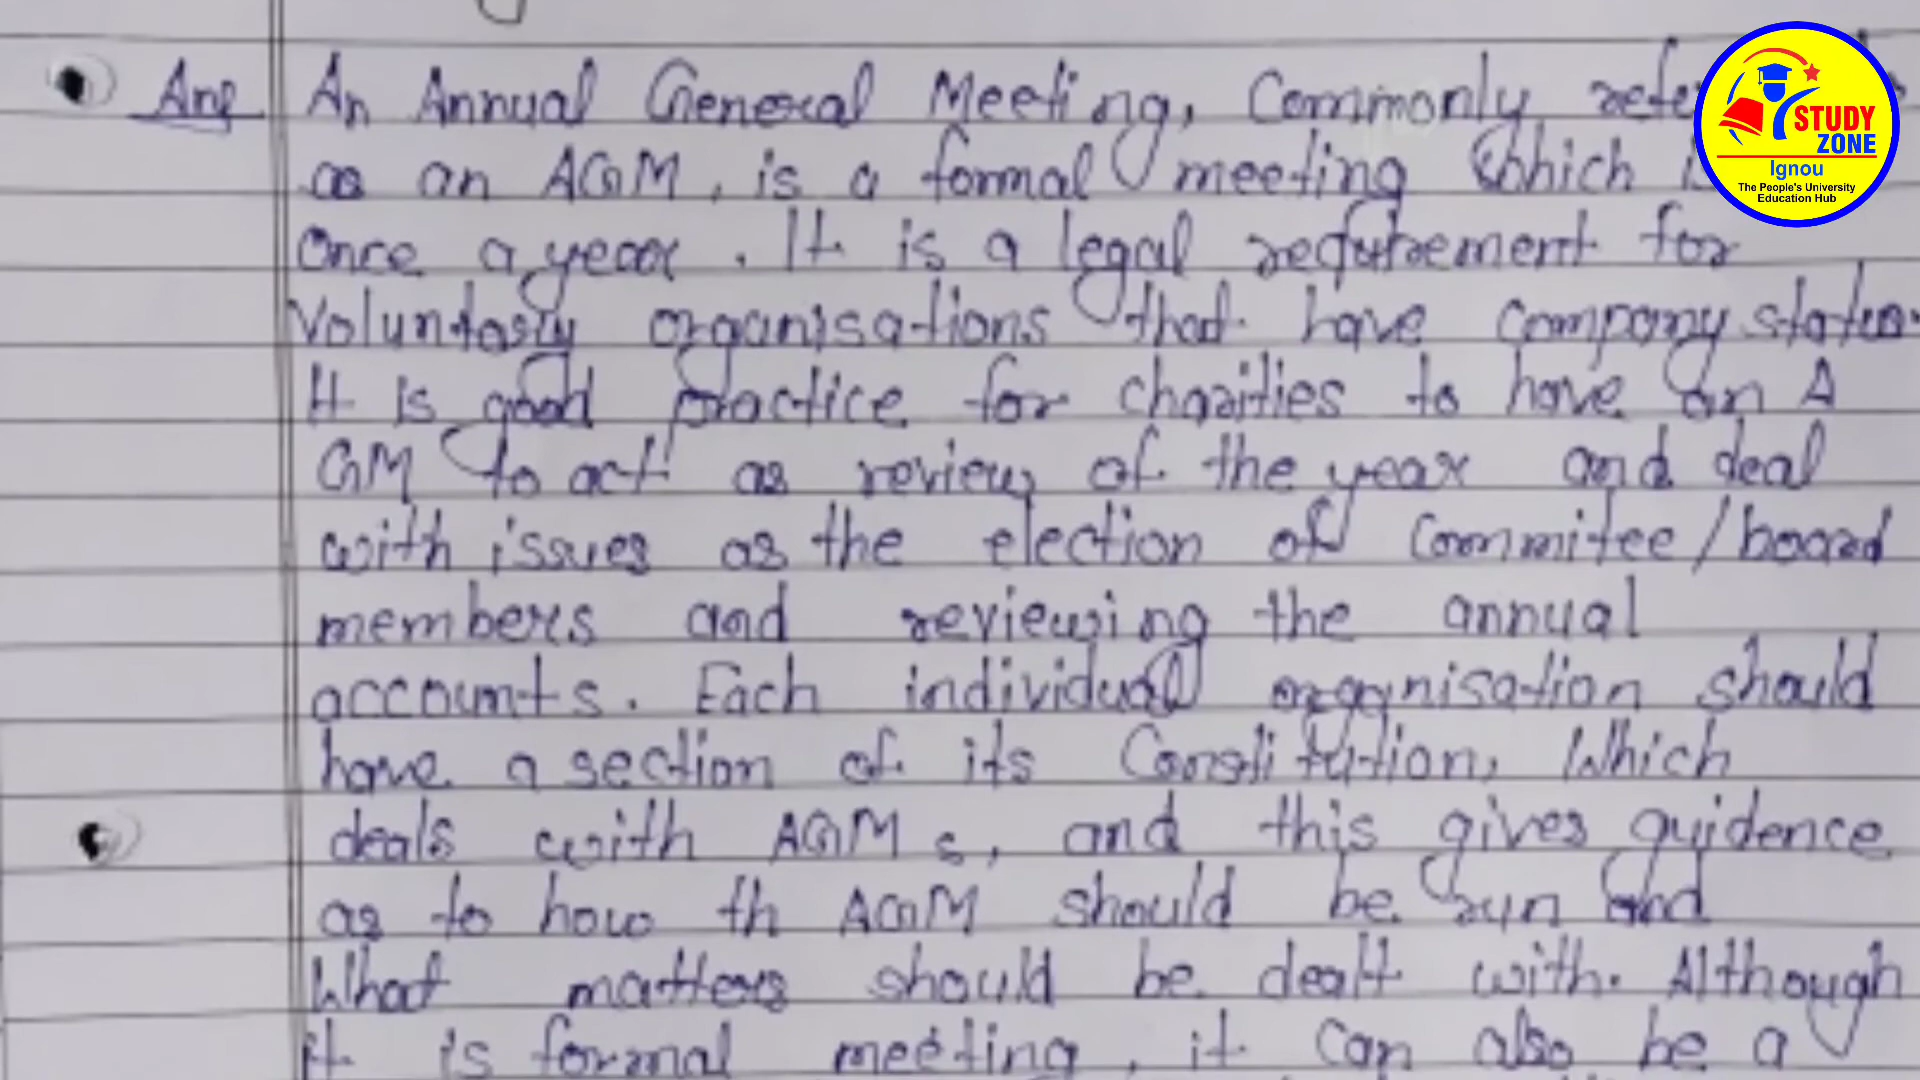 Ans An Annual General Meeting, Commonly
as an AGM, is a formal meeting which
Once a year. It is a legal requirement for
Voluntary organisations that have company status.
It is good practice for charities to have an A
GM to act as review of the year and deal
with issues as the election of Commitee/board
members and reviewing the annual
accounts. Each individual organisation should
have a section of its Constitution, Which
deals with AGM s, and this gives guidence
as to how th AGM should be run and
What matters should be dealt with. Although
it is formal meeting, it can also be a
STUDY
ZONE
Ignou
The People's University
Education Hub